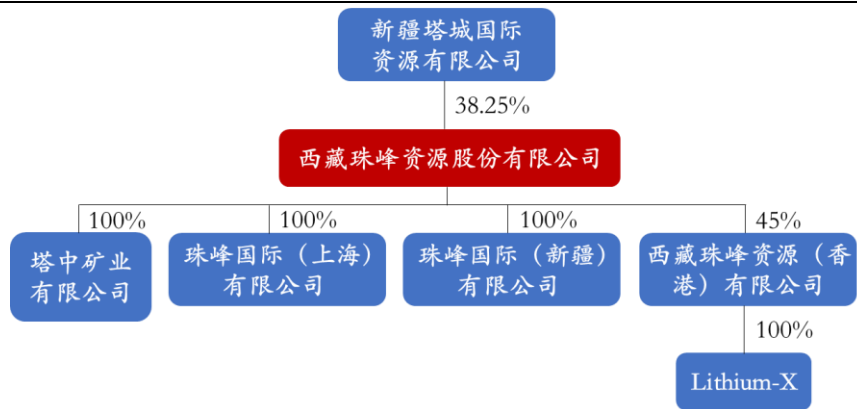 新疆塔城国际
资源有限公司
38.25%
西藏珠峰资源股份有限公司
100%
100%
100%
45%
塔中矿业
有限公司
珠峰国际（上海）
有限公司
珠峰国际（新疆）
有限公司
西藏珠峰资源（香
港）有限公司
100%
Lithium-X